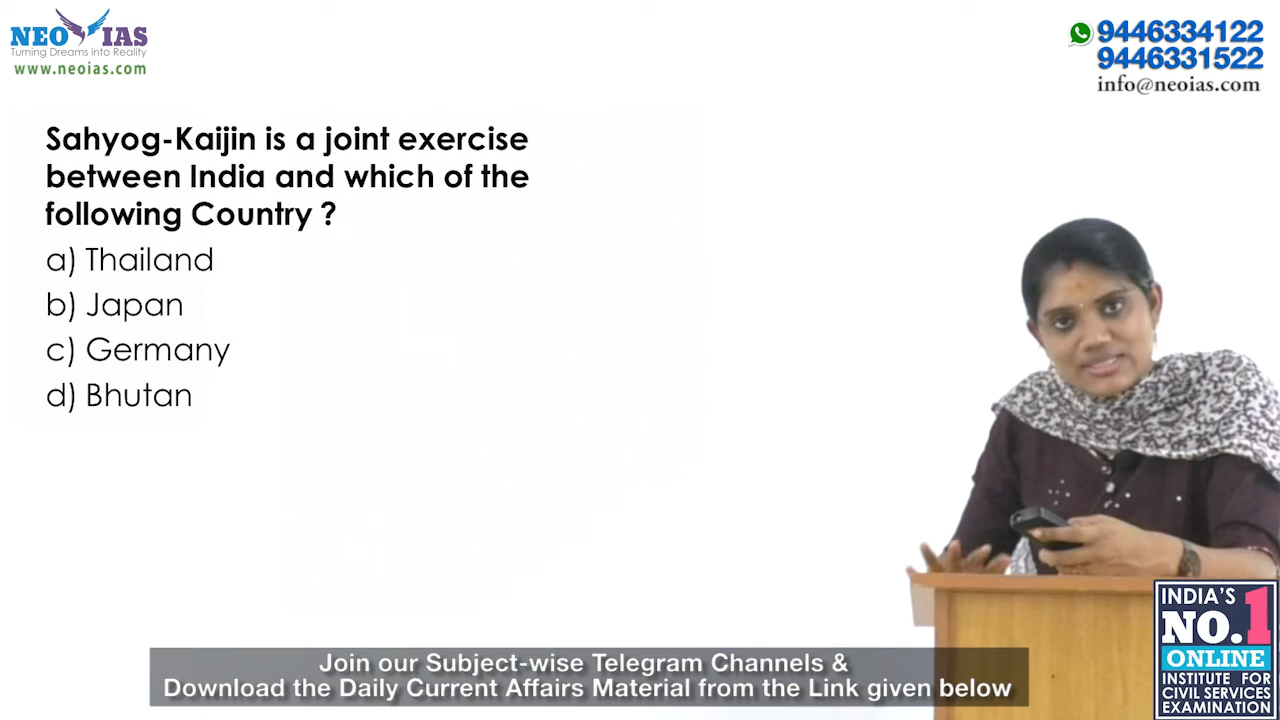 NEO IAS
Turning Dreams into Reality
www.neoias.com
9446334122
9446331522
info@neoias.com
Sahyog-Kaijin is a joint exercise
between India and which of the
following Country ?
a) Thailand
b) Japan
c) Germany
d) Bhutan
Join our Subject-wise Telegram Channels &
Download the Daily Current Affairs Material from the Link given below
INDIA'S
NO.1
ONLINE
INSTITUTE FOR
CIVIL SERVICES
EXAMINATION